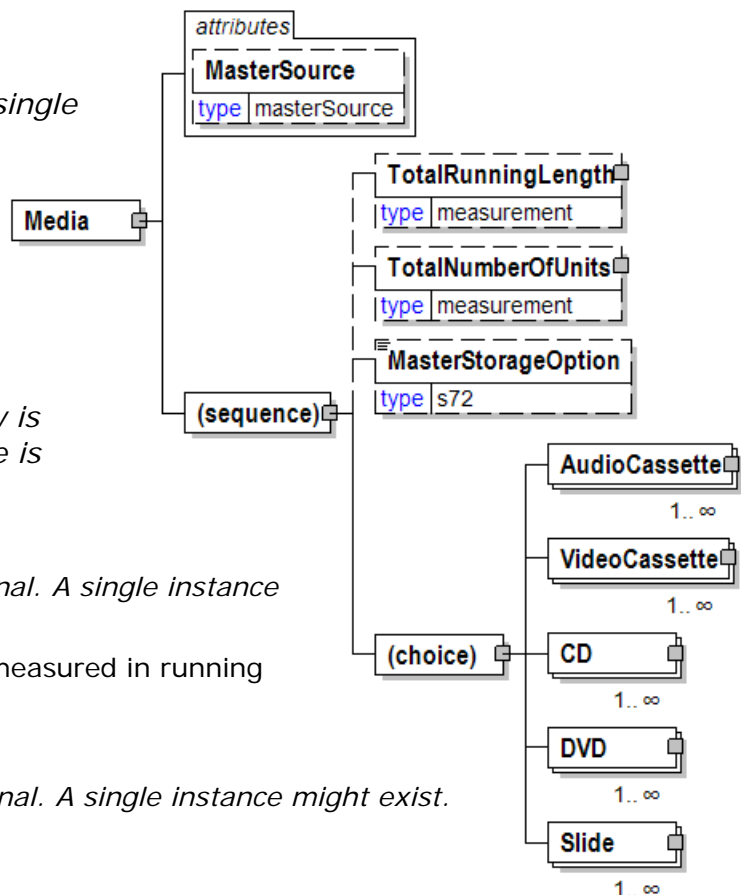 attributes
MasterSource
type masterSource
single
TotalRunningLength
type measurement
Media
TotalNumberOfUnits
type measurement
MasterStorageOption
type s72
is
(sequence)
e is
AudioCassette
1.. ∞
VideoCassette
1.. ∞
nal. A single instance
(choice)
CD
measured in running
1.. ∞
DVD
1.. ∞
nal. A single instance might exist.
Slide
1.. ∞